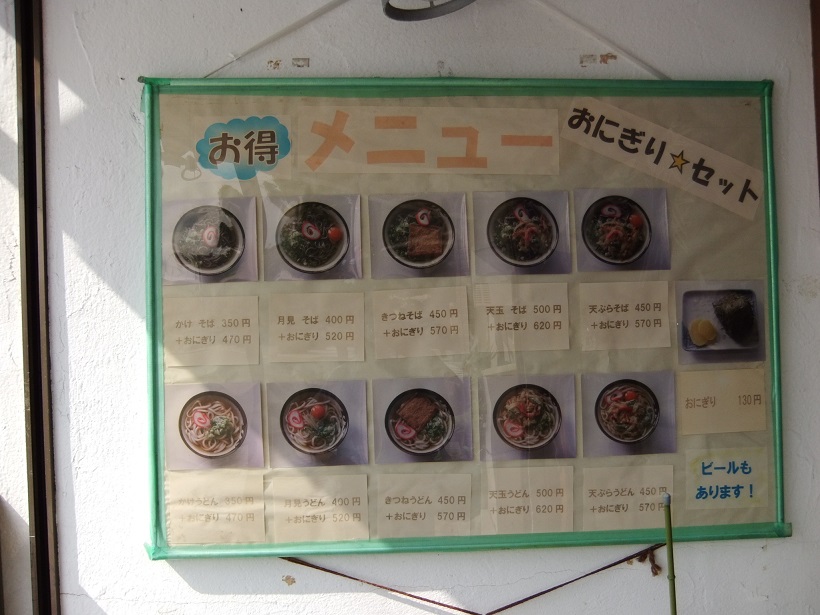 お得
メニュー
おにぎり☆セット
かけ そば 350円
+おにぎり 470円
月見 そば 400円
+おにぎり 520円
きつねそば 450円
+おにぎり 570円
天玉 そば 500円
+おにぎり 620円
天ぷらそば 450円
+おにぎり 570円
おにぎり 130円
かけうどん 350円
+おにぎり 470円
月見うどん 400円
+おにぎり 520円
きつねうどん 450円
+おにぎり 570円
天玉うどん 500円
+おにぎり 620円
天ぷらうどん 450円
+おにぎり 570円
ビールも
あります!